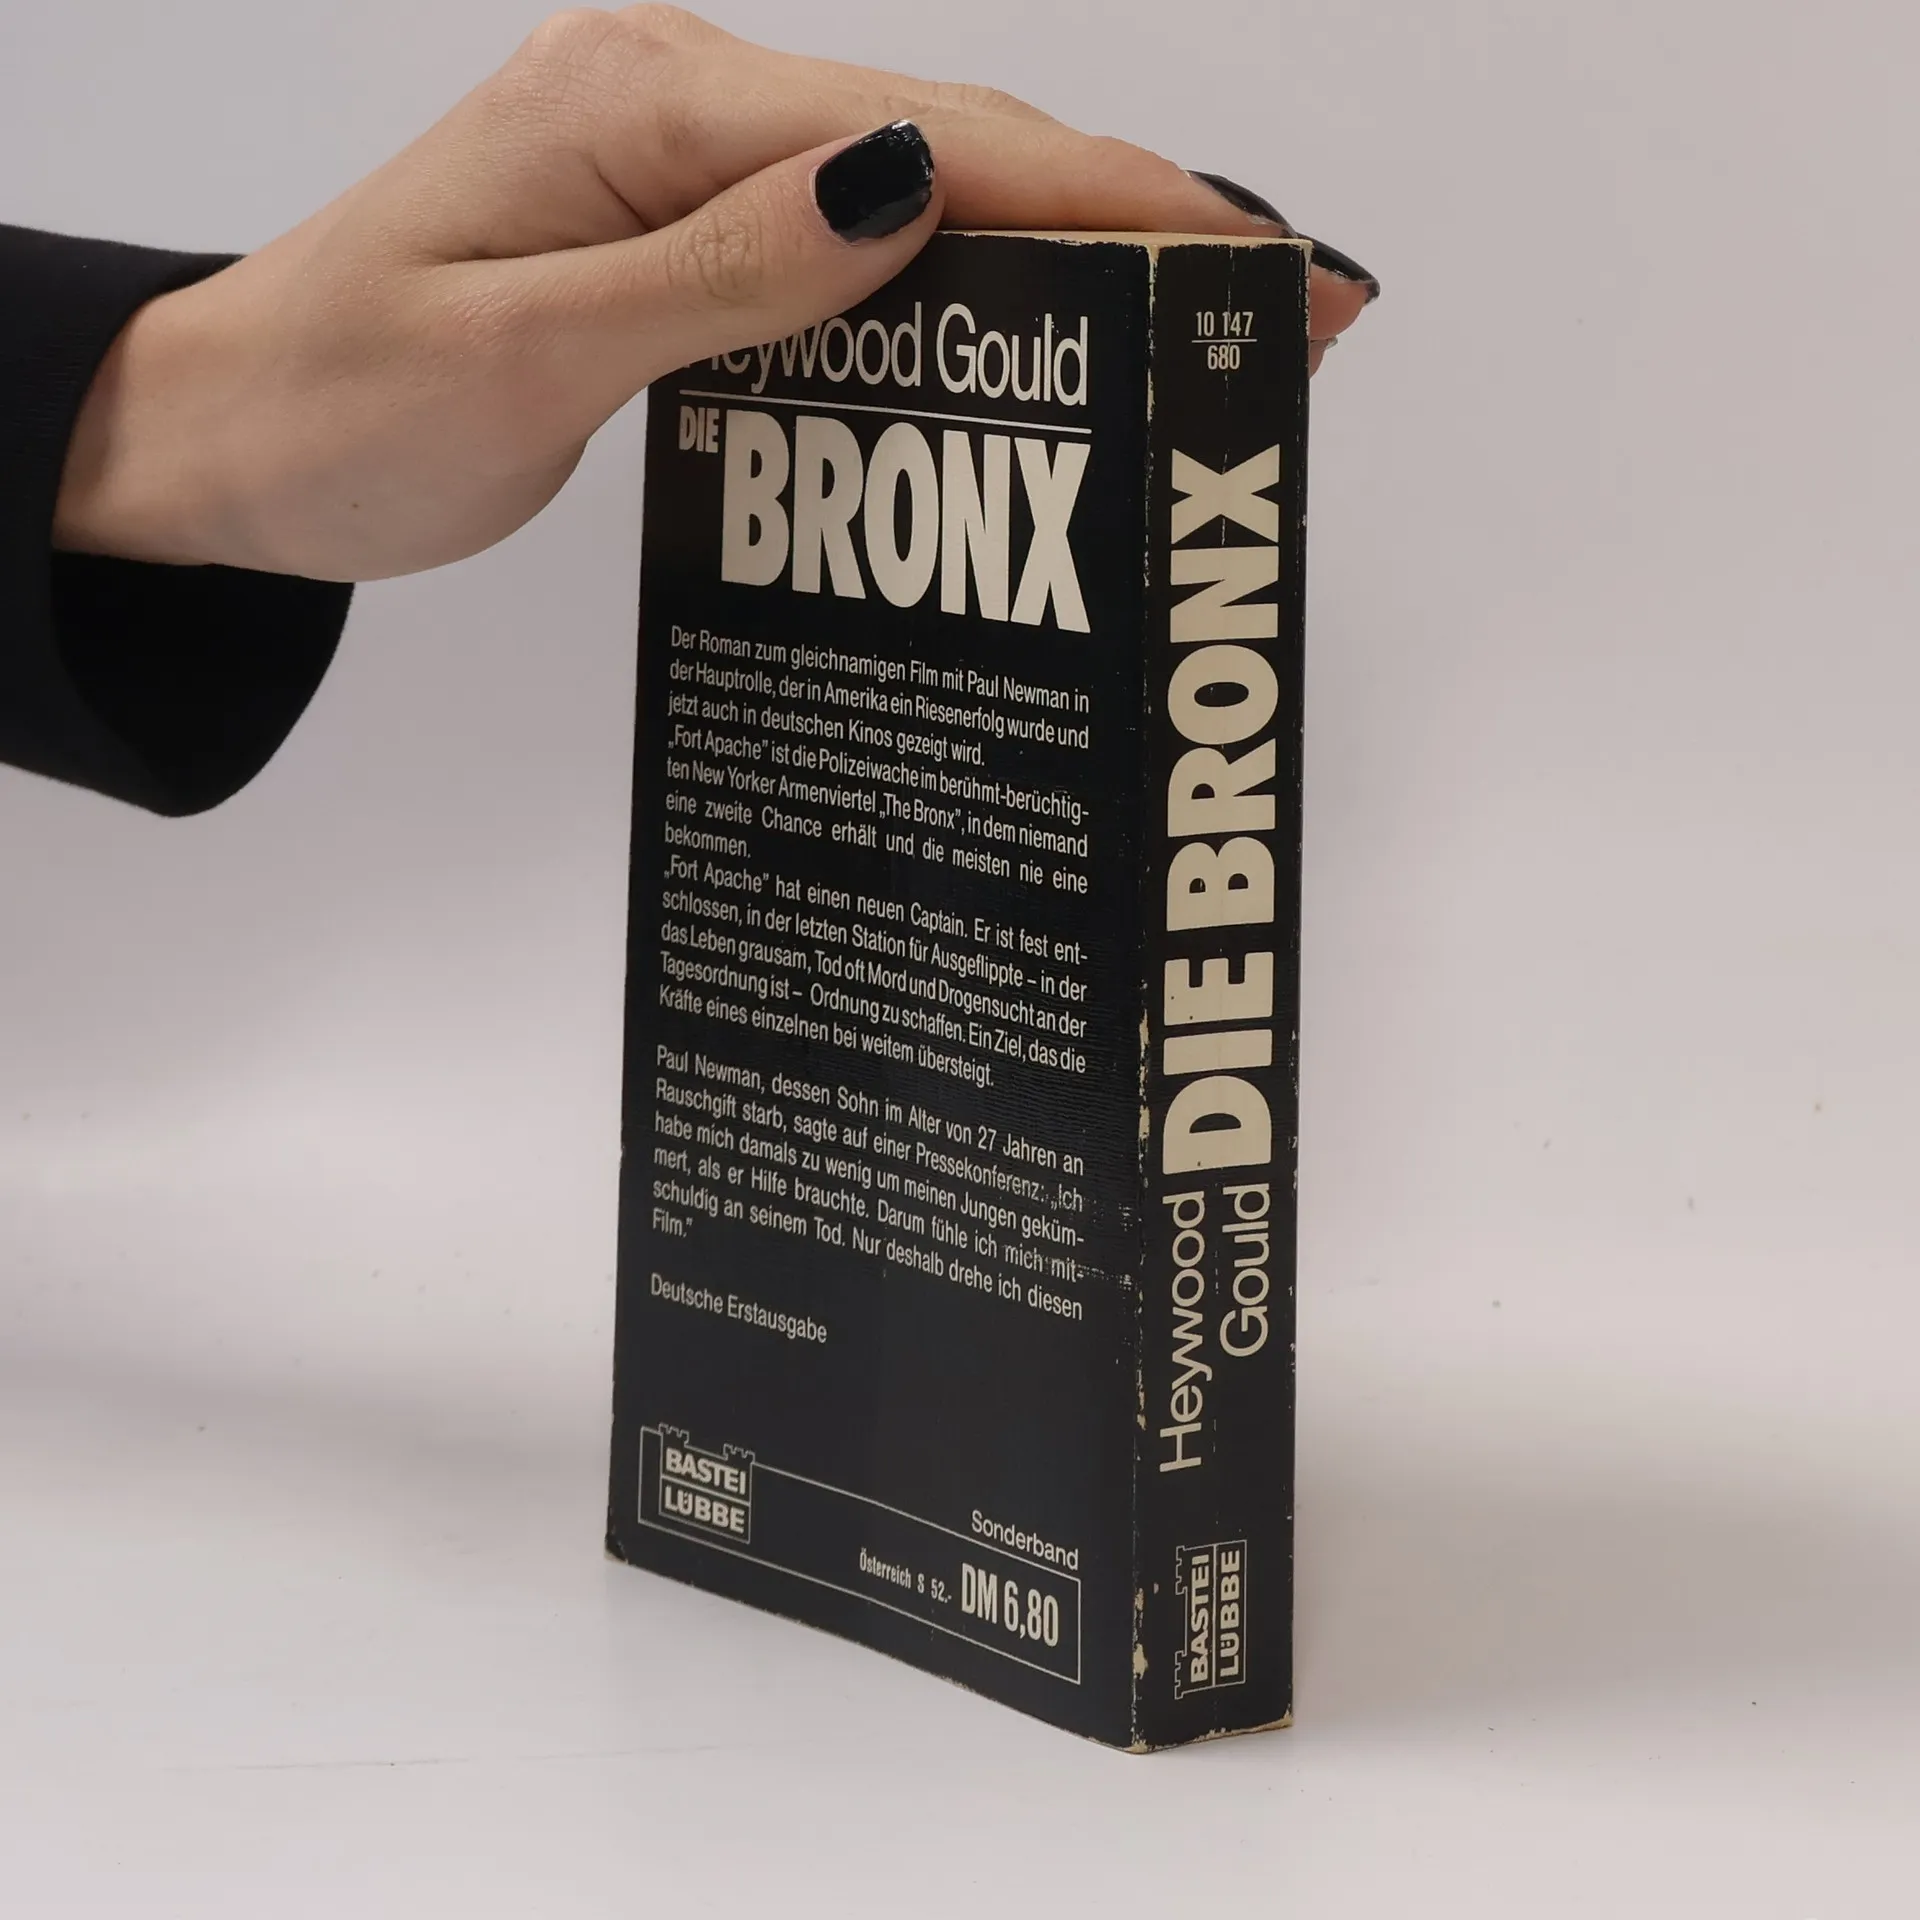 Heywood Gould
DIE BRONX
Der Roman zum gleichnamigen Film mit Paul Newman in
der Hauptrolle, der in Amerika ein Riesenerfolg wurde und
jetzt auch in deutschen Kinos gezeigt wird.
„Fort Apache” ist die Polizeiwache im berühmt-berüchtig-
ten New Yorker Armenviertel „The Bronx”, in dem niemand
eine zweite Chance erhält und die meisten nie eine
bekommen.
„Fort Apache” hat einen neuen Captain. Er ist fest ent-
schlossen, in der letzten Station für Ausgeflippte – in der
das Leben grausam, Tod oft Mord und Drogensucht an der
Tagesordnung ist – Ordnung zu schaffen. Ein Ziel, das die
Kräfte eines einzelnen bei weitem übersteigt.
Paul Newman, dessen Sohn im Alter von 27 Jahren an
Rauschgift starb, sagte auf einer Pressekonferenz: „Ich
habe mich damals zu wenig um meinen Jungen geküm-
mert, als er Hilfe brauchte. Darum fühle ich mich mit-
schuldig an seinem Tod. Nur deshalb drehe ich diesen
Film.”
Deutsche Erstausgabe
BASTEI
LÜBBE
Sonderband
Österreich S 52.- DM 6,80
10 147
680
Heywood
Gould
DIE BRONX
BASTEI
LÜBBE